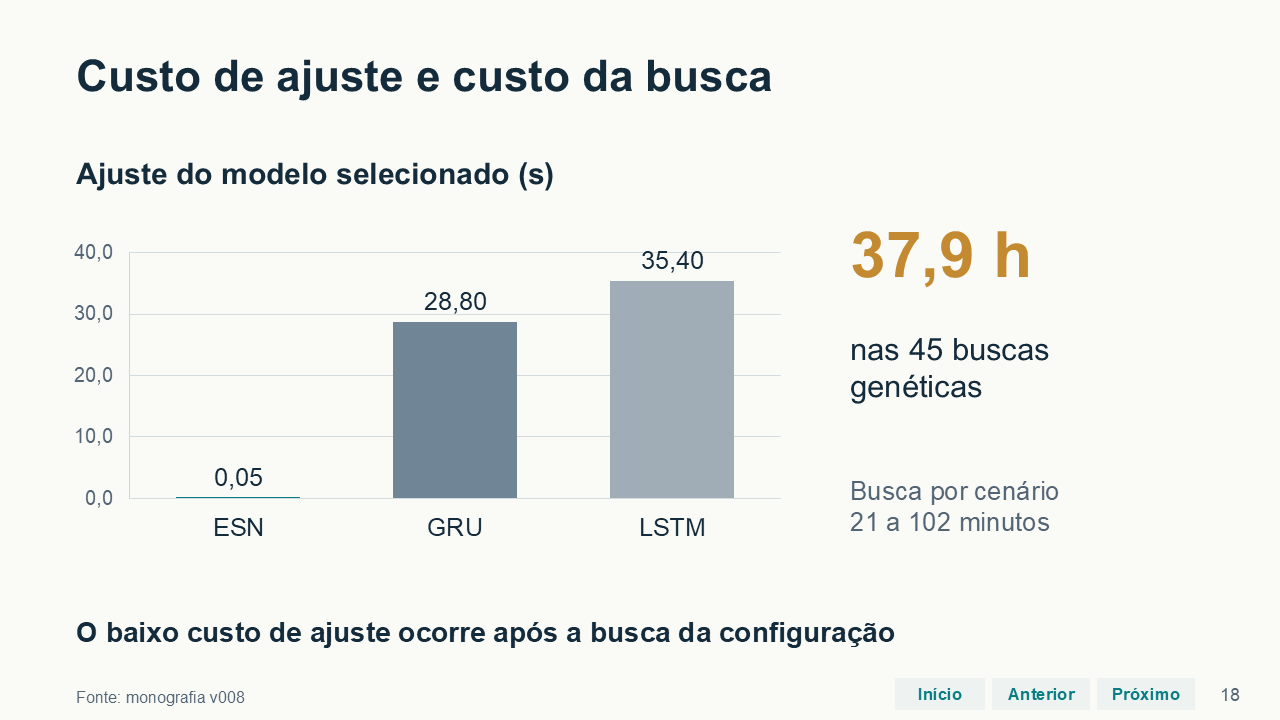 Custo de ajuste e custo da busca
Ajuste do modelo selecionado (s)
40,0
30,0
20,0
10,0
0,0
0,05
28,80
35,40
ESN
GRU
LSTM
37,9 h
nas 45 buscas
genéticas
Busca por cenário
21 a 102 minutos
O baixo custo de ajuste ocorre após a busca da configuração
Fonte: monografia v008
Início
Anterior
Próximo
18